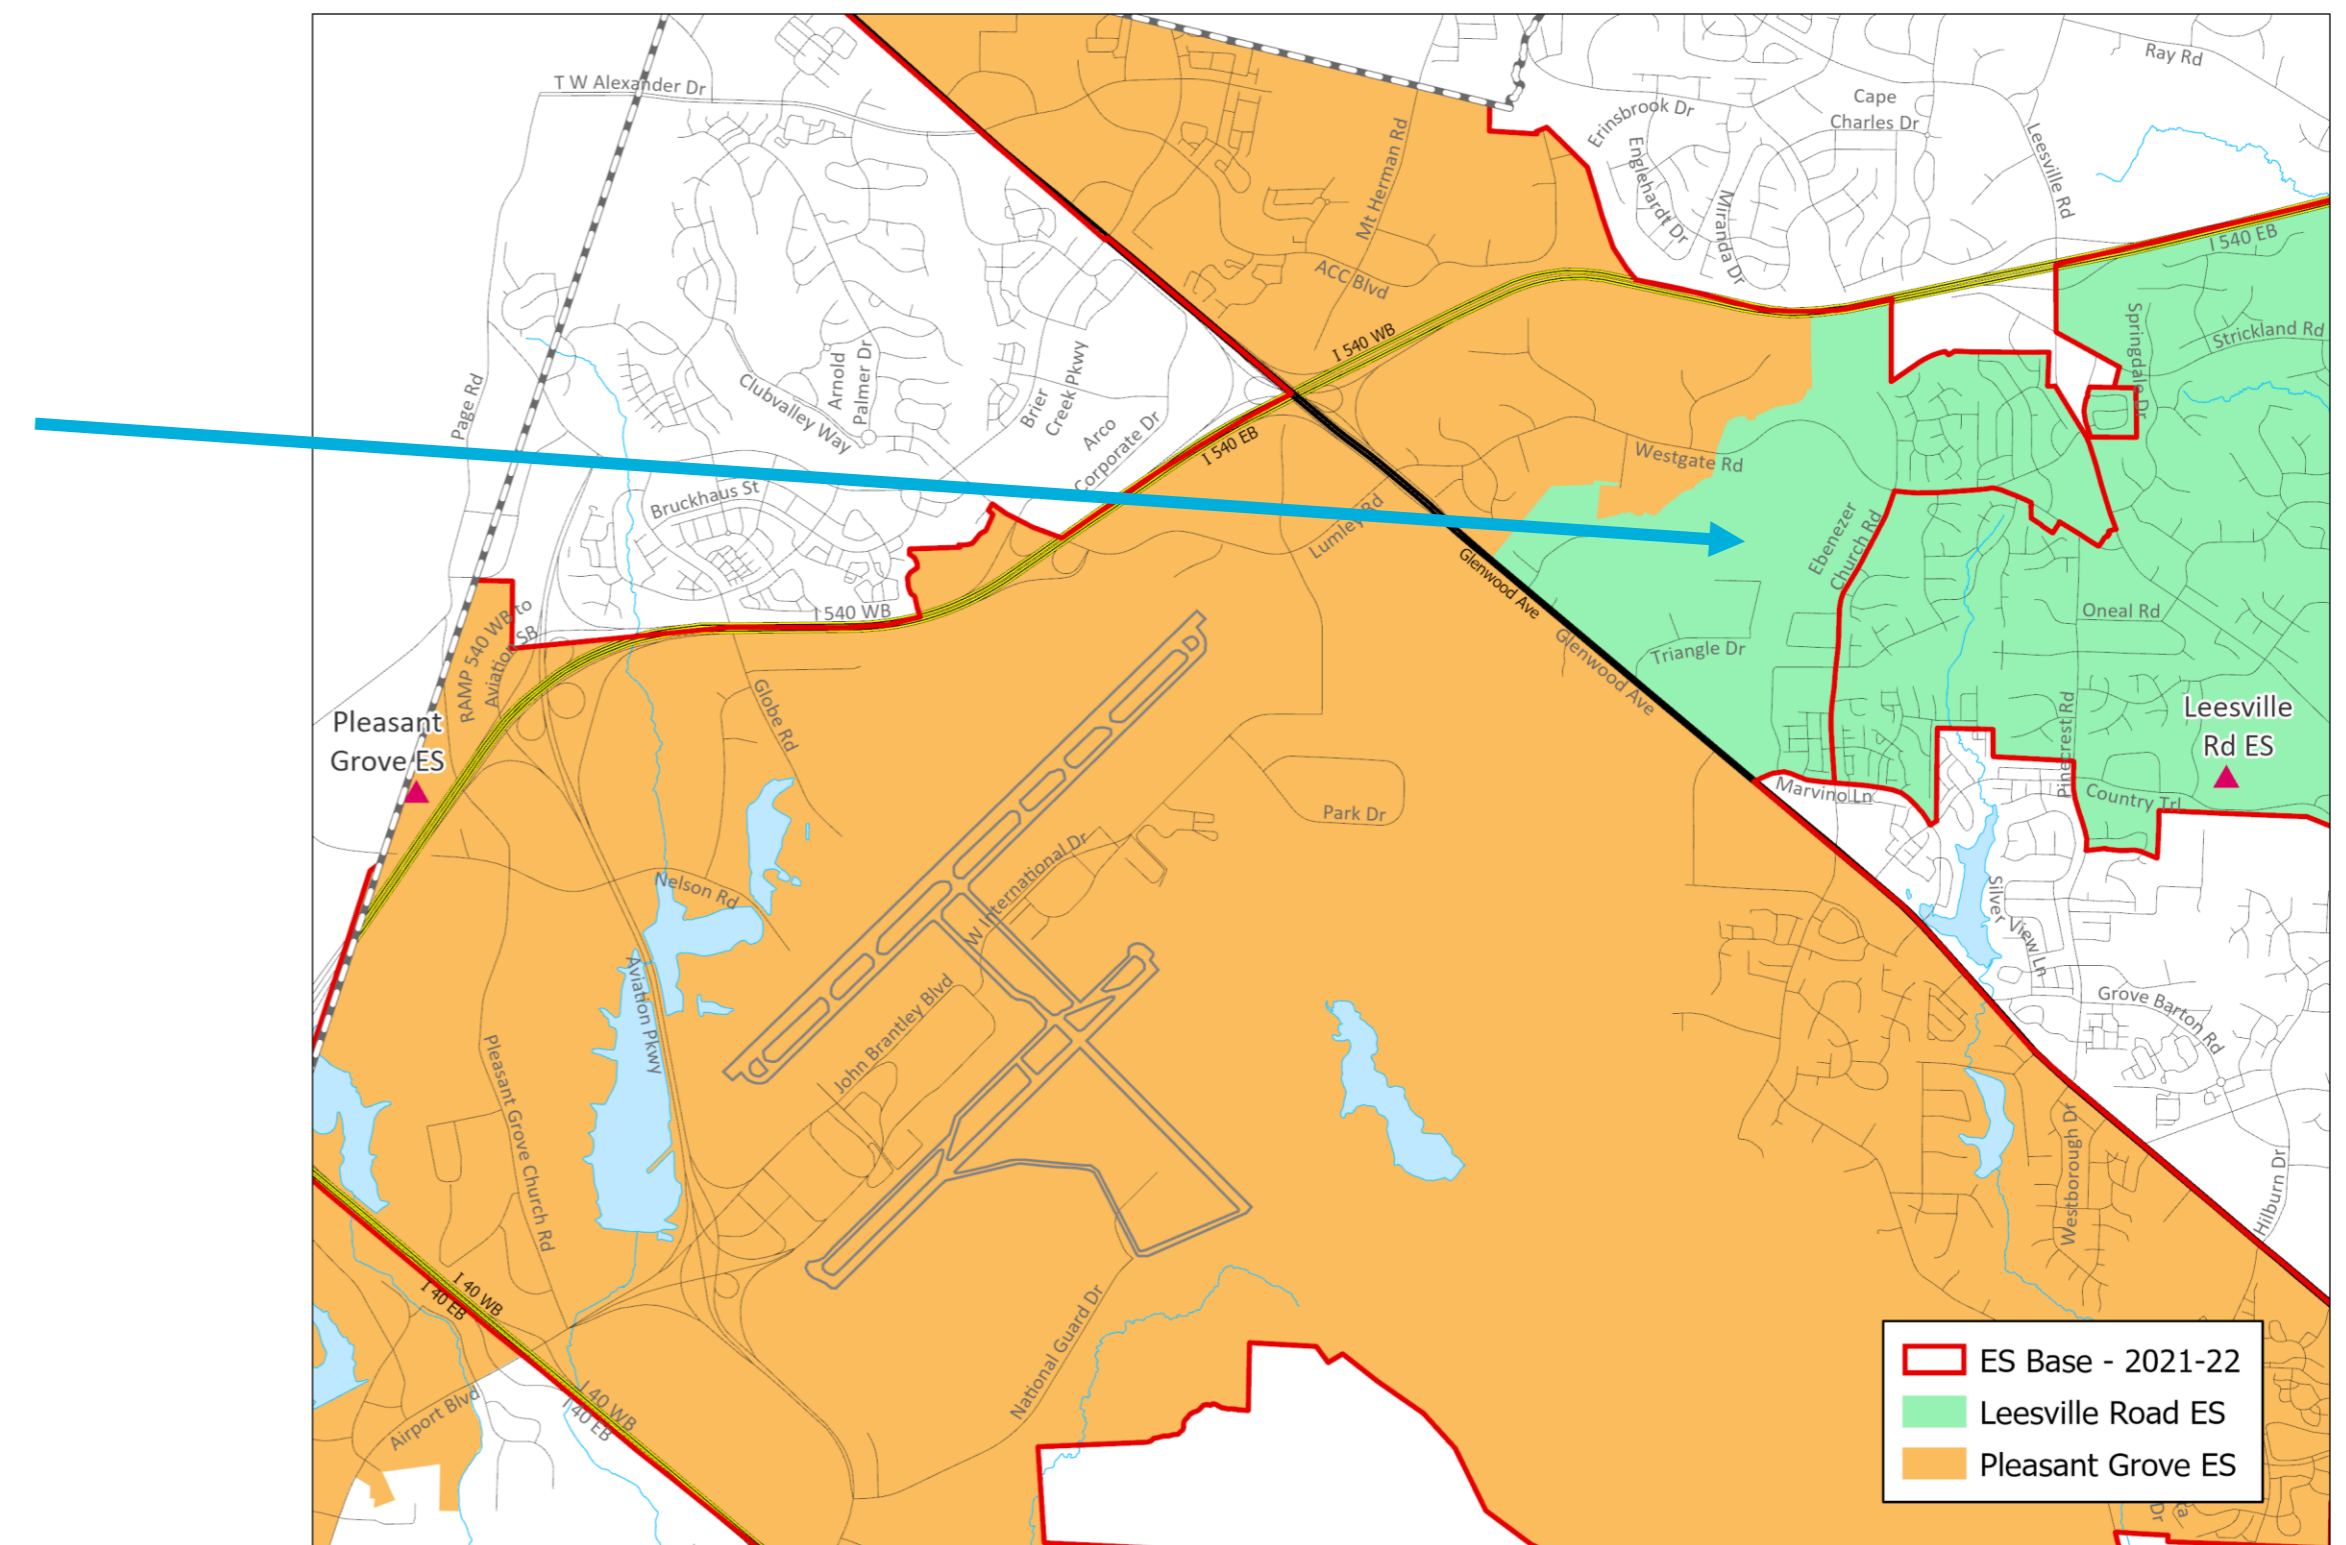 T W Alexander Dr
Ray Rd
Cape
Charles Dr
Erinsbrook Dr
Englehardt Dr
Miranda Dr
Leesville Rd
Mt Herman Rd
ACC Blvd
I 540 EB
I 540 WB
Springdale Dr
Strickland Rd
Page Rd
Clubvalley Way
Arnold
Palmer Dr
Brier
Creek Pkwy
Arco
Corporate Dr
I 540 EB
Westgate Rd
Bruckhaus St
Lumley Rd
Ebenezer
Church Rd
Glenwood Ave
Glenwood Ave
I 540 WB
RAMP 540 WB to
Aviation SB
Oneal Rd
Triangle Dr
Globe Rd
Pleasant
Grove ES
Leesville
Rd ES
Pinecrest Rd
Marvino Ln
Country Trl
Park Dr
W International Dr
Nelson Rd
Silver
View Ln
Aviation Pkwy
John Brantley Blvd
Grove Barton Rd
Pleasant Grove Church Rd
Westborough Dr
Hilburn Dr
I 40 WB
I 40 EB
National Guard Dr
I 40 WB
I 40 EB
Airport Blvd
ES Base - 2021-22
Leesville Road ES
Pleasant Grove ES
Dr